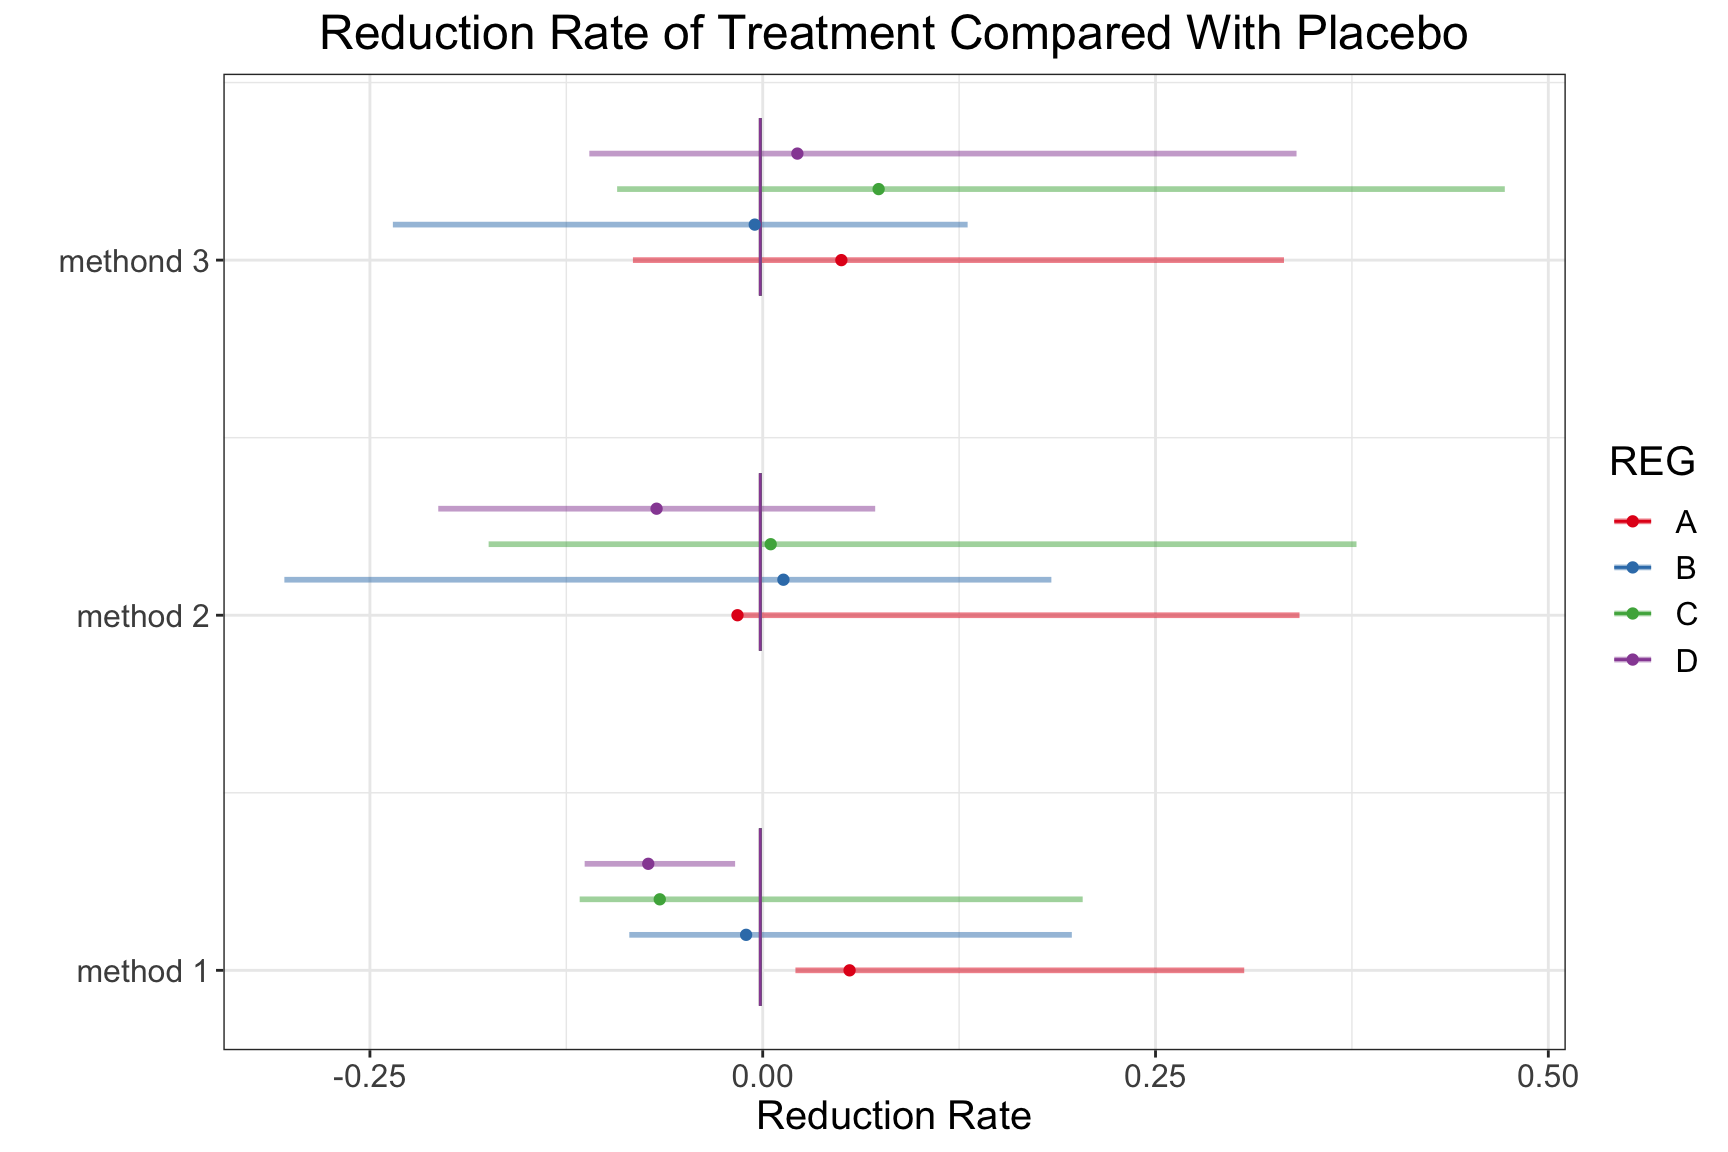 Reduction Rate of Treatment Compared With Placebo
methond 3
method 2
method 1
-0.25 0.00 0.25 0.50
Reduction Rate
REG
A
B
C
D